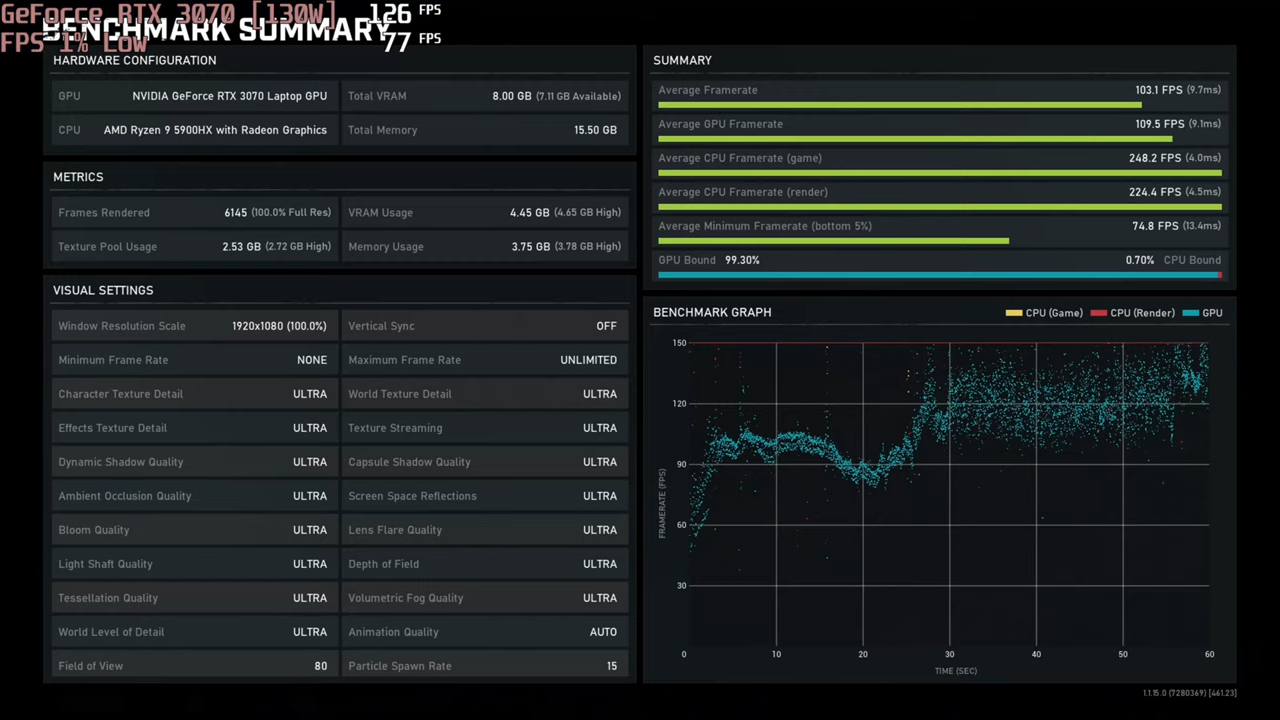 GeForce RTX 3070 [130W] 126 FPS
FPS 1% Low 77 FPS
BENCHMARK SUMMARY
HARDWARE CONFIGURATION
GPU NVIDIA GeForce RTX 3070 Laptop GPU Total VRAM 8.00 GB (7.11 GB Available)
CPU AMD Ryzen 9 5900HX with Radeon Graphics Total Memory 15.50 GB
METRICS
Frames Rendered 6145 (100.0% Full Res) VRAM Usage 4.45 GB (4.65 GB High)
Texture Pool Usage 2.53 GB (2.72 GB High) Memory Usage 3.75 GB (3.78 GB High)
VISUAL SETTINGS
Window Resolution Scale 1920x1080 (100.0%) Vertical Sync OFF
Minimum Frame Rate NONE Maximum Frame Rate UNLIMITED
Character Texture Detail ULTRA World Texture Detail ULTRA
Effects Texture Detail ULTRA Texture Streaming ULTRA
Dynamic Shadow Quality ULTRA Capsule Shadow Quality ULTRA
Ambient Occlusion Quality ULTRA Screen Space Reflections ULTRA
Bloom Quality ULTRA Lens Flare Quality ULTRA
Light Shaft Quality ULTRA Depth of Field ULTRA
Tessellation Quality ULTRA Volumetric Fog Quality ULTRA
World Level of Detail ULTRA Animation Quality AUTO
Field of View 80 Particle Spawn Rate 15
SUMMARY
Average Framerate 103.1 FPS (9.7ms)
Average GPU Framerate 109.5 FPS (9.1ms)
Average CPU Framerate (game) 248.2 FPS (4.0ms)
Average CPU Framerate (render) 224.4 FPS (4.5ms)
Average Minimum Framerate (bottom 5%) 74.8 FPS (13.4ms)
GPU Bound 99.30% 0.70% CPU Bound
BENCHMARK GRAPH CPU (Game) CPU (Render) GPU
150
120
90
60
30
FRAMERATE (FPS)
0 10 20 30 40 50 60
TIME (SEC)
1.1.15.0 (7280369) [461.23]